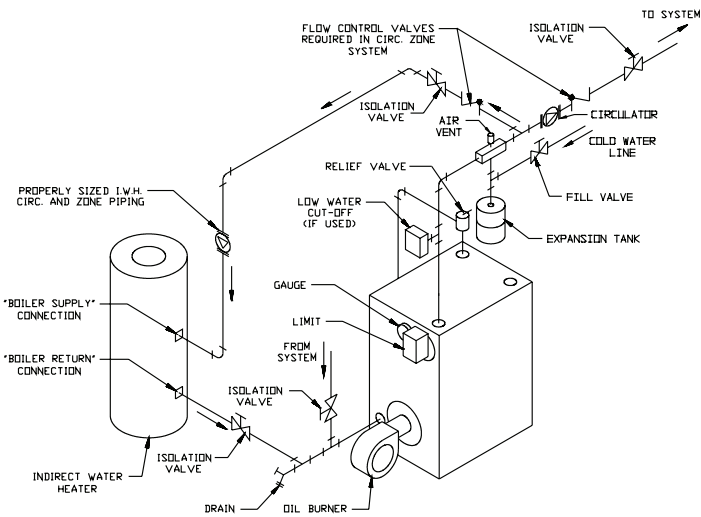 TO SYSTEM
FLOW CONTROL VALVES
REQUIRED IN CIRC. ZONE
SYSTEM
ISOLATION
VALVE
ISOLATION
VALVE
AIR
VENT
CIRCULATOR
COLD WATER
LINE
RELIEF VALVE
PROPERLY SIZED I.W.H.
CIRC. AND ZONE PIPING
LOW WATER
CUT-OFF
(IF USED)
FILL VALVE
EXPANSION TANK
GAUGE
"BOILER SUPPLY"
CONNECTION
LIMIT
FROM
SYSTEM
"BOILER RETURN"
CONNECTION
ISOLATION
VALVE
ISOLATION
VALVE
INDIRECT WATER
HEATER
DRAIN
OIL BURNER